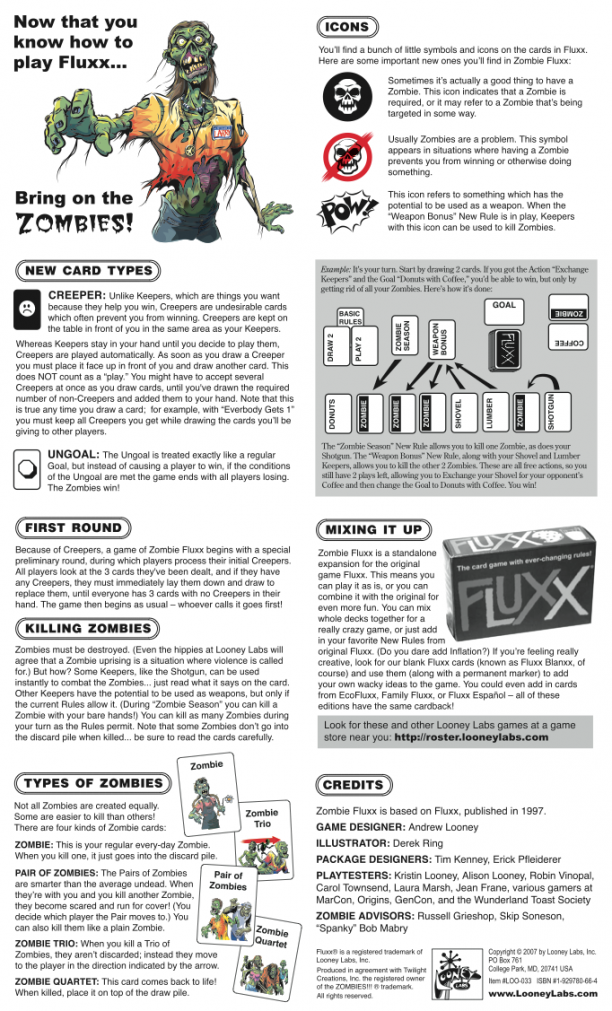 Now that you
know how to
play Fluxx...
Bring on the
ZOMBIES!
NEW CARD TYPES
CREEPER: Unlike Keepers, which are things you want
because they help you win, Creepers are undesirable cards
which often prevent you from winning. Creepers are kept on
the table in front of you in the same area as your Keepers.
Whereas Keepers stay in your hand until you decide to play them,
Creepers are played automatically. As soon as you draw a Creeper
you must place it face up in front of you and draw another card. This
does NOT count as a “play.” You might have to accept several
Creepers at once as you draw cards, until you’ve drawn the required
number of non-Creepers and added them to your hand. Note that this
is true any time you draw a card; for example, with “Everbody Gets 1”
you must keep all Creepers you get while drawing the cards you’ll be
giving to other players.
UNGOAL: The Ungoal is treated exactly like a regular
Goal, but instead of causing a player to win, if the conditions
of the Ungoal are met the game ends with all players losing.
The Zombies win!
FIRST ROUND
Because of Creepers, a game of Zombie Fluxx begins with a special
preliminary round, during which players process their initial Creepers.
All players look at the 3 cards they’ve been dealt, and if they have
any Creepers, they must immediately lay them down and draw to
replace them, until everyone has 3 cards with no Creepers in their
hand. The game then begins as usual – whoever calls it goes first!
KILLING ZOMBIES
Zombies must be destroyed. (Even the hippies at Looney Labs will
agree that a Zombie uprising is a situation where violence is called
for.) But how? Some Keepers, like the Shotgun, can be used
instantly to combat the Zombies... just read what it says on the card.
Other Keepers have the potential to be used as weapons, but only if
the current Rules allow it. (During “Zombie Season” you can kill a
Zombie with your bare hands!) You can kill as many Zombies during
your turn as the Rules permit. Note that some Zombies don’t go into
the discard pile when killed... be sure to read the cards carefully.
TYPES OF ZOMBIES
Not all Zombies are created equally.
Some are easier to kill than others!
There are four kinds of Zombie cards:
ZOMBIE: This is your regular every-day Zombie.
When you kill one, it just goes into the discard pile.
PAIR OF ZOMBIES: The Pairs of Zombies
are smarter than the average undead. When
they’re with you and you kill another Zombie,
they become scared and run for cover! (You
decide which player the Pair moves to.) You
can also kill them like a plain Zombie.
ZOMBIE TRIO: When you kill a Trio of
Zombies, they aren’t discarded; instead they move
to the player in the direction indicated by the arrow.
ZOMBIE QUARTET: This card comes back to life!
When killed, place it on top of the draw pile.
Zombie
Zombie
Trio
Pair of
Zombies
Zombie
Quartet
ICONS
You’ll find a bunch of little symbols and icons on the cards in Fluxx.
Here are some important new ones you’ll find in Zombie Fluxx:
Sometimes it’s actually a good thing to have a
Zombie. This icon indicates that a Zombie is
required, or it may refer to a Zombie that’s being
targeted in some way.
Usually Zombies are a problem. This symbol
appears in situations where having a Zombie
prevents you from winning or otherwise doing
something.
POW!
This icon refers to something which has the
potential to be used as a weapon. When the
“Weapon Bonus” New Rule is in play, Keepers
with this icon can be used to kill Zombies.
Example: It’s your turn. Start by drawing 2 cards. If you got the Action “Exchange
Keepers” and the Goal “Donuts with Coffee,” you’d be able to win, but only by
getting rid of all your Zombies. Here’s how it’s done:
BASIC
RULES
DRAW 2
PLAY 2
ZOMBIE
SEASON
WEAPON
BONUS
GOAL
FLUXX
ZOMBIE
COFFEE
DONUTS
ZOMBIE
ZOMBIE
ZOMBIE
SHOVEL
LUMBER
ZOMBIE
SHOTGUN
The “Zombie Season” New Rule allows you to kill one Zombie, as does your
Shotgun. The “Weapon Bonus” New Rule, along with your Shovel and Lumber
Keepers, allows you to kill the other 2 Zombies. These are all free actions, so you
still have 2 plays left, allowing you to Exchange your Shovel for your opponent’s
Coffee and then change the Goal to Donuts with Coffee. You win!
MIXING IT UP
Zombie Fluxx is a standalone
expansion for the original
game Fluxx. This means you
can play it as is, or you can
combine it with the original for
even more fun. You can mix
whole decks together for a
really crazy game, or just add
in your favorite New Rules from
original Fluxx. (Do you dare add Inflation?) If you’re feeling really
creative, look for our blank Fluxx cards (known as Fluxx Blanxx, of
course) and use them (along with a permanent marker) to add
your own wacky ideas to the game. You could even add in cards
from EcoFluxx, Family Fluxx, or Fluxx Español – all of these
editions have the same cardback!
FLUXX
The card game with ever-changing rules!
FLUXX
Look for these and other Looney Labs games at a game
store near you: http://roster.looneylabs.com
CREDITS
Zombie Fluxx is based on Fluxx, published in 1997.
GAME DESIGNER: Andrew Looney
ILLUSTRATOR: Derek Ring
PACKAGE DESIGNERS: Tim Kenney, Erick Pfleiderer
PLAYTESTERS: Kristin Looney, Alison Looney, Robin Vinopal,
Carol Townsend, Laura Marsh, Jean Frane, various gamers at
MarCon, Origins, GenCon, and the Wunderland Toast Society
ZOMBIE ADVISORS: Russell Grieshop, Skip Soneson,
“Spanky” Bob Mabry
Fluxx® is a registered trademark of
Looney Labs, Inc.
Produced in agreement with Twilight
Creations, Inc. the registered owner
of the ZOMBIES!!! ® trademark.
All rights reserved.
LOONEY
LABS
Copyright © 2007 by Looney Labs, Inc.
PO Box 761
College Park, MD, 20741 USA
Item #LOO-033 ISBN #1-929780-66-4
www.LooneyLabs.com